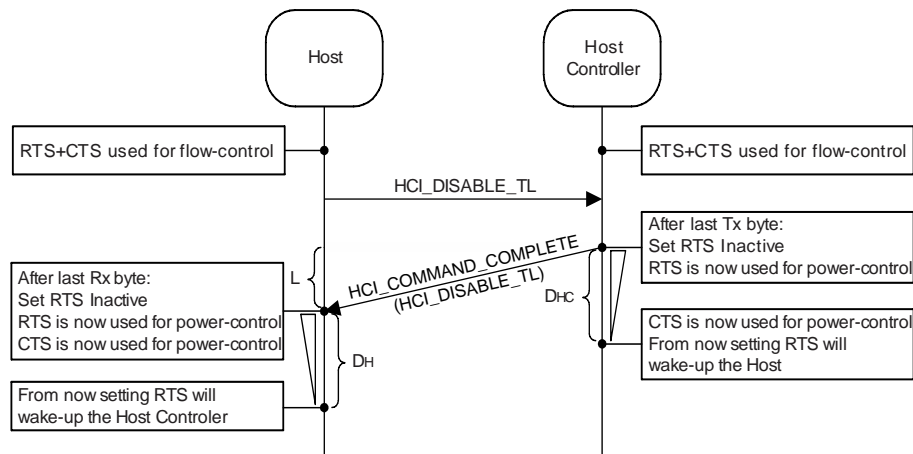 Host
Host
Controller
RTS+CTS used for flow-control
RTS+CTS used for flow-control
HCI_DISABLE_TL
After last Tx byte:
Set RTS Inactive
RTS is now used for power-control
HCI_COMMAND_COMPLETE
(HCI_DISABLE_TL)
L
DHC
After last Rx byte:
Set RTS Inactive
RTS is now used for power-control
CTS is now used for power-control
CTS is now used for power-control
From now setting RTS will
wake-up the Host
DH
From now setting RTS will
wake-up the Host Controler